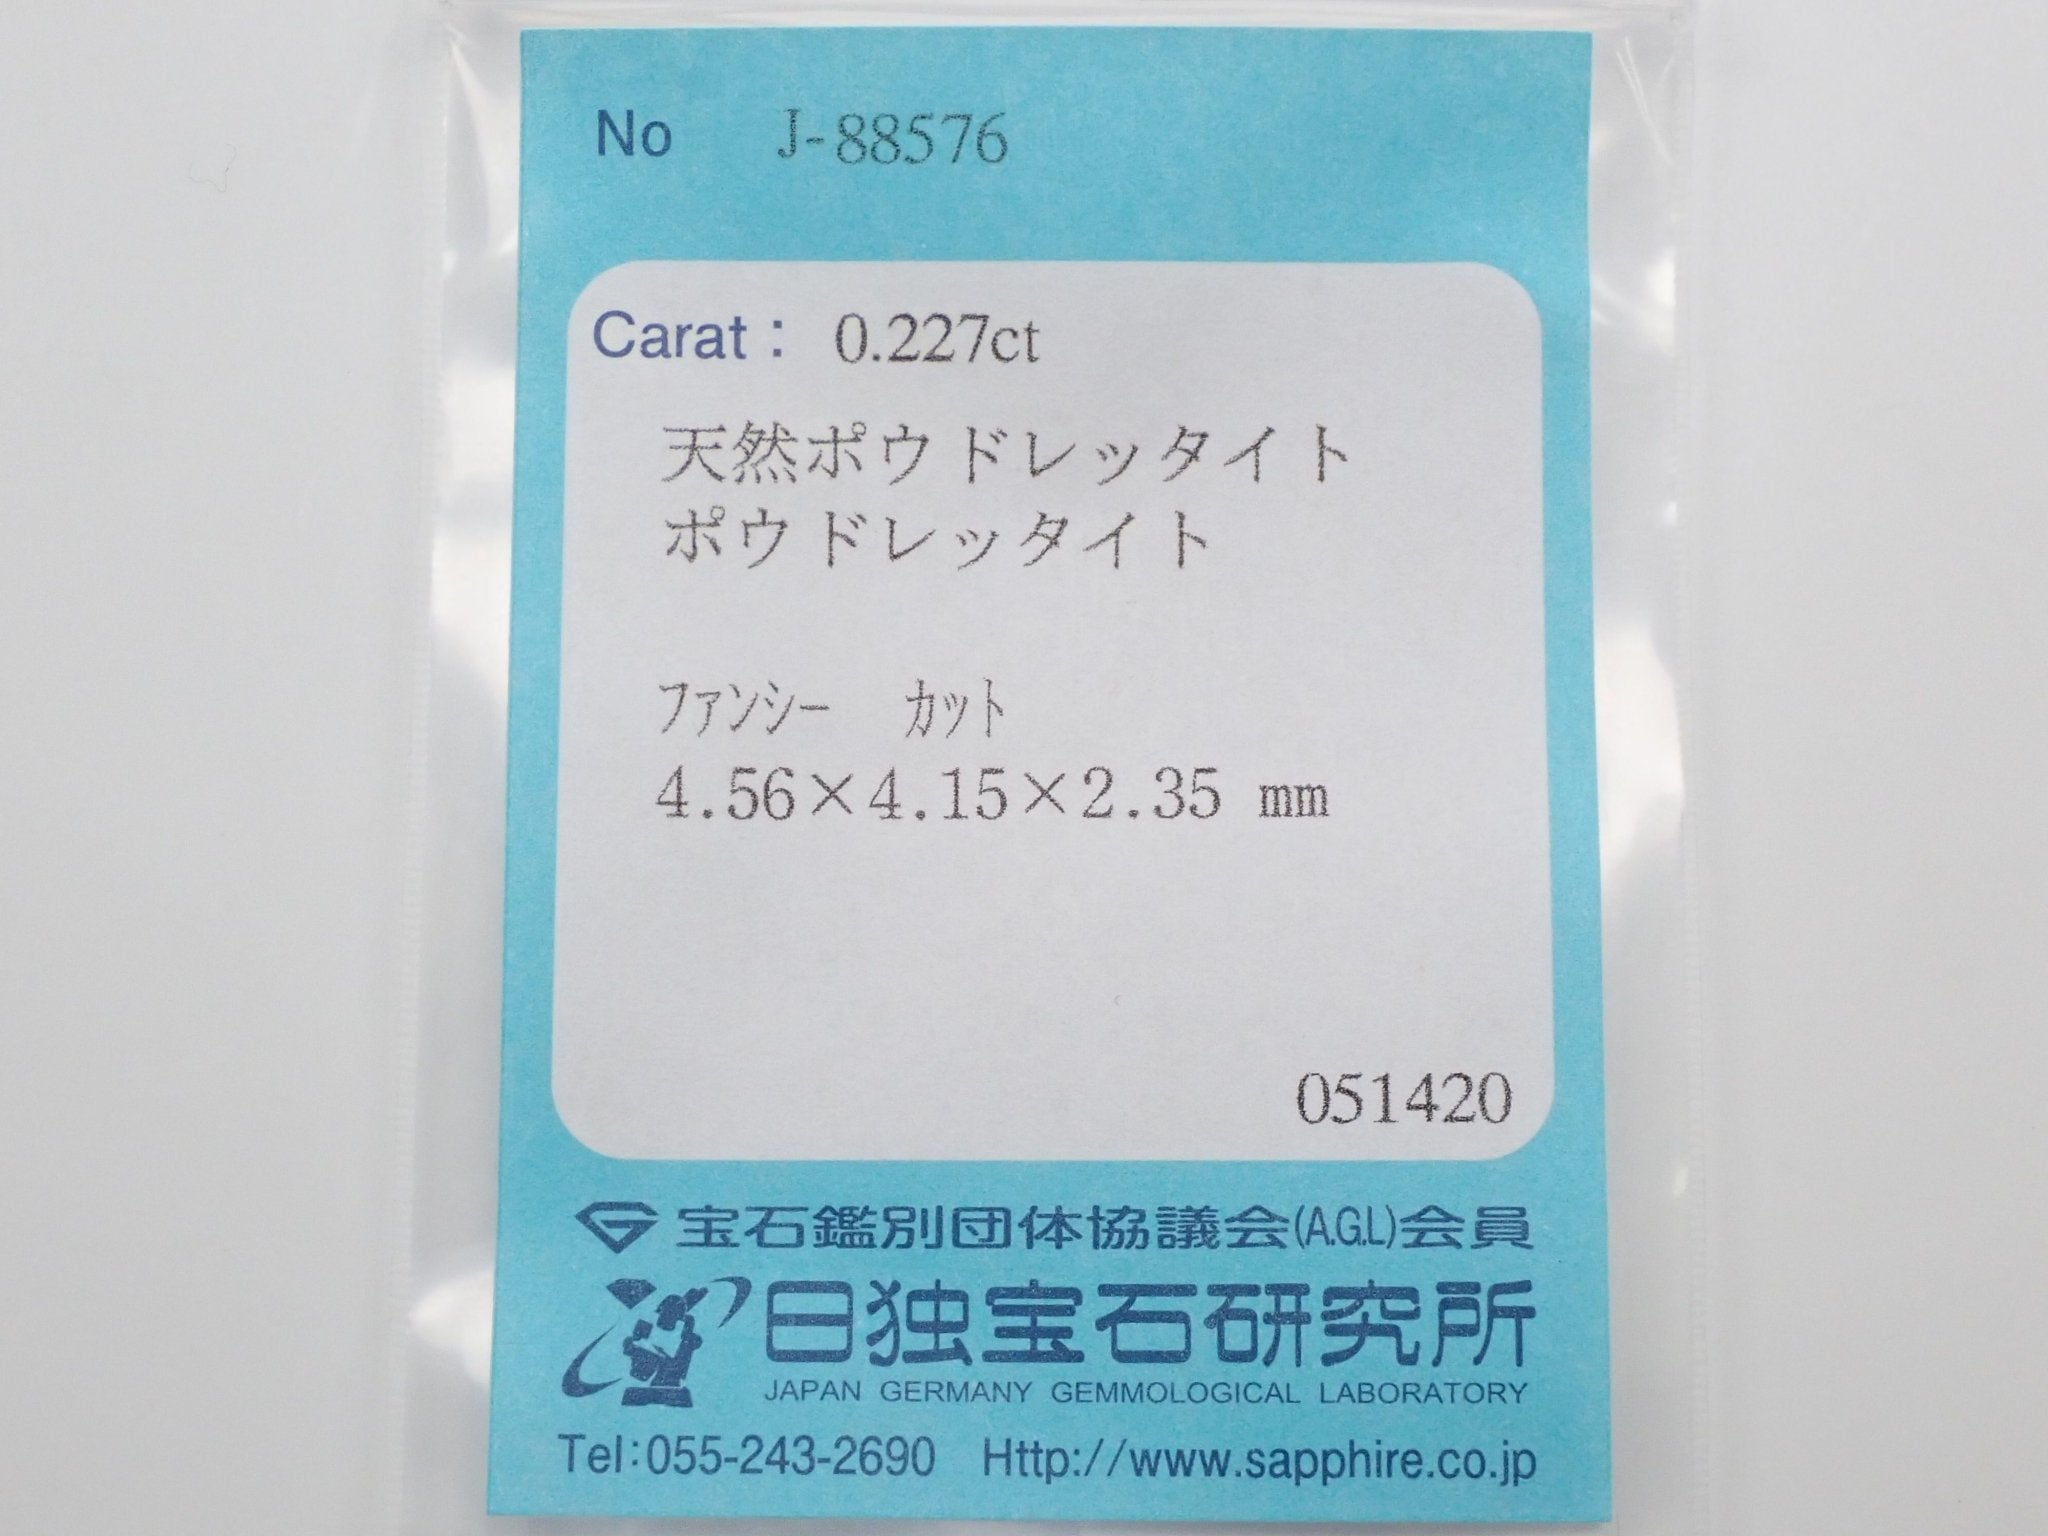 No J-88576
Carat： 0.227ct
天然ポウドレッタイト
ポウドレッタイト
ﾌｧﾝｼｰ ｶｯﾄ
4.56×4.15×2.35 mm
051420
宝石鑑別団体協議会(A.G.L)会員
日独宝石研究所
JAPAN GERMANY GEMMOLOGICAL LABORATORY
Tel:055-243-2690 Http://www.sapphire.co.jp